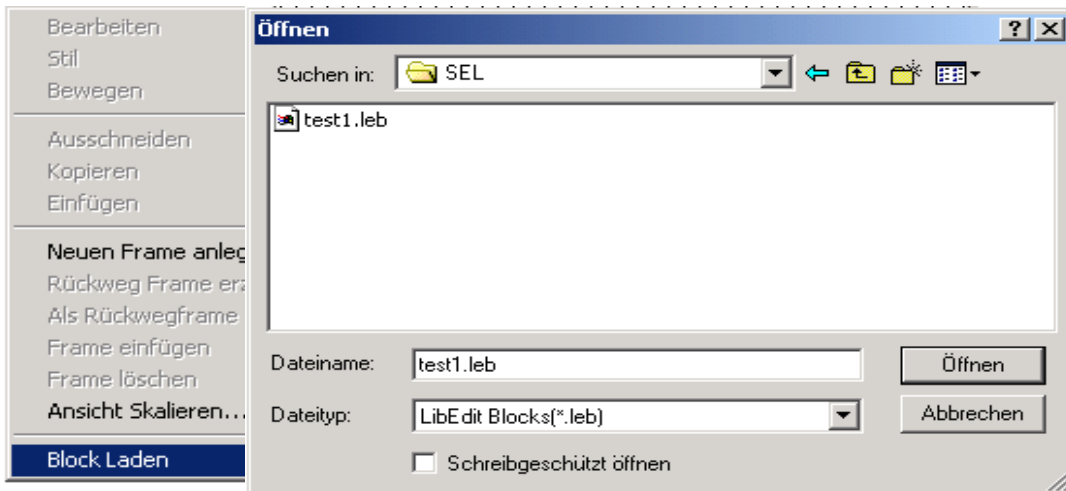 Bearbeiten
Stil
Bewegen
Ausschneiden
Kopieren
Einfügen
Neuen Frame anleg
Rückweg Frame erz
Als Rückwegframe
Frame einfügen
Frame löschen
Ansicht Skalieren...
Block Laden
Öffnen
Suchen in: SEL
test1.leb
Dateiname: test1.leb Öffnen
Dateityp: LibEdit Blocks(*.leb) Abbrechen
Schreibgeschützt öffnen